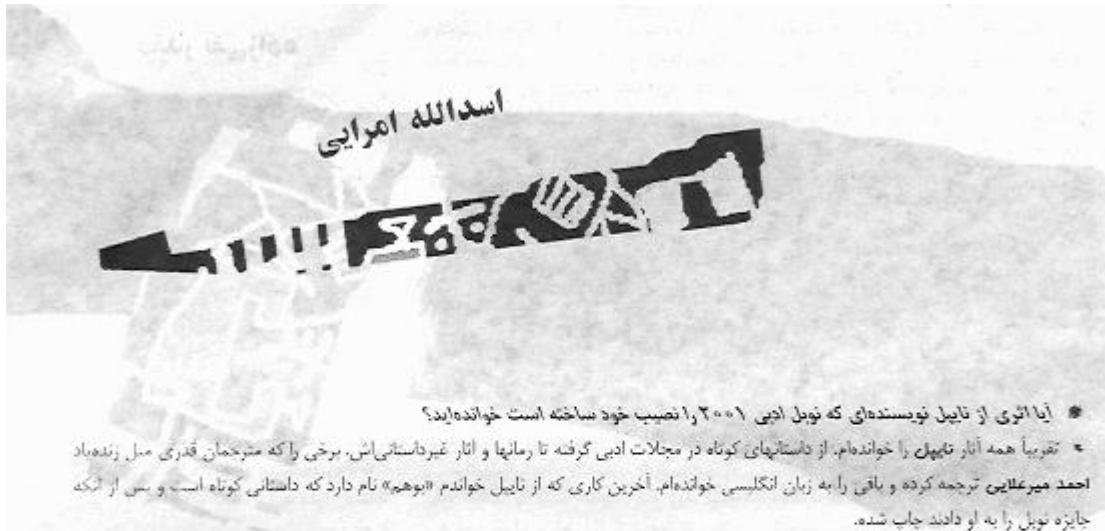 اسدالله امرایی
آیا اثری از نایپل نویسنده‌ای که نوبل ادبی ۲۰۰۱ را نصیب خود ساخته است خوانده‌اید؟
تقریباً همه آثار نایپل را خوانده‌ام. از داستانهای کوتاه در مجلات ادبی گرفته تا رمانها و آثار غیرداستانی‌اش. برخی را که مترجمان قدری مثل زنده‌یاد
احمد میرعلایی ترجمه کرده و باقی را به زبان انگلیسی خوانده‌ام. آخرین کاری که از نایپل خواندم «بوهم» نام دارد که داستانی کوتاه است و پس از آنکه
جایزه نوبل را به او دادند چاپ شده.